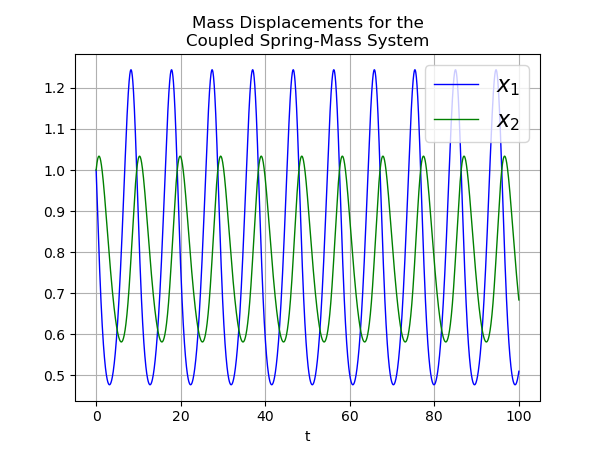 Mass Displacements for the
Coupled Spring-Mass System
x₁
x₂
1.2
1.1
1.0
0.9
0.8
0.7
0.6
0.5
0 20 40 60 80 100
t